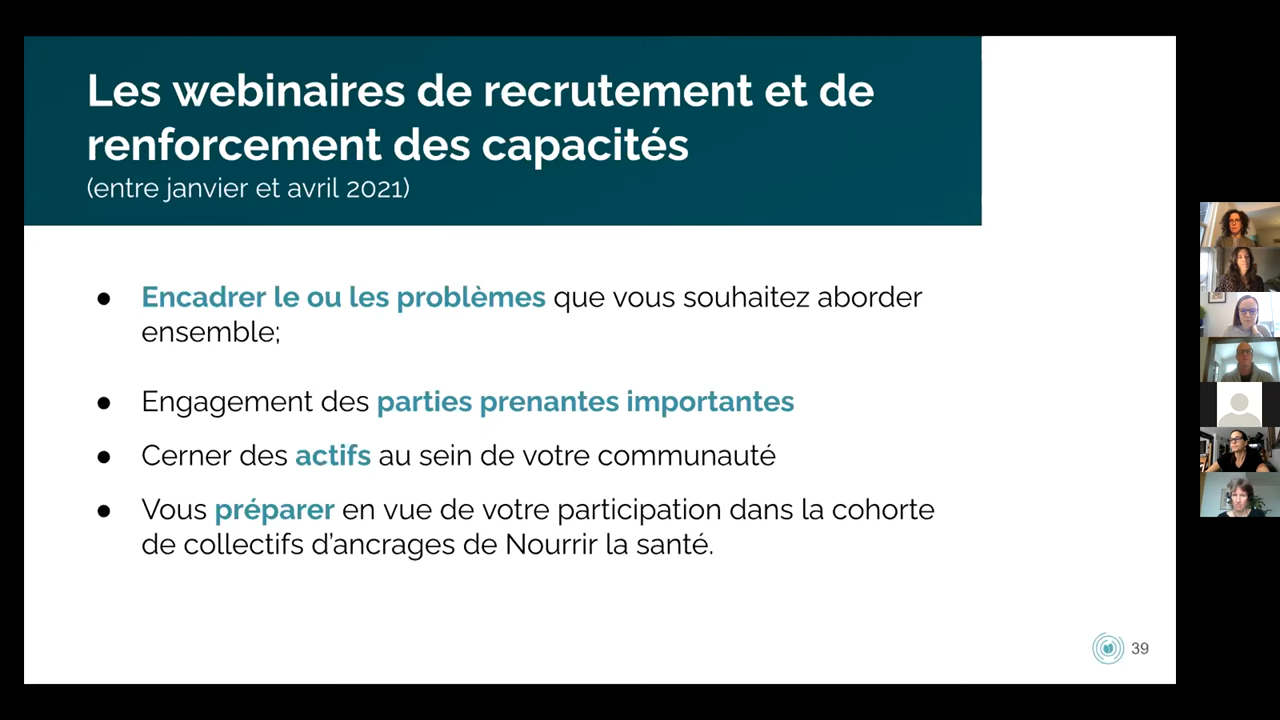 Les webinaires de recrutement et de
renforcement des capacités
(entre janvier et avril 2021)
● Encadrer le ou les problèmes que vous souhaitez aborder
ensemble;
● Engagement des parties prenantes importantes
● Cerner des actifs au sein de votre communauté
● Vous préparer en vue de votre participation dans la cohorte
de collectifs d’ancrages de Nourrir la santé.
39